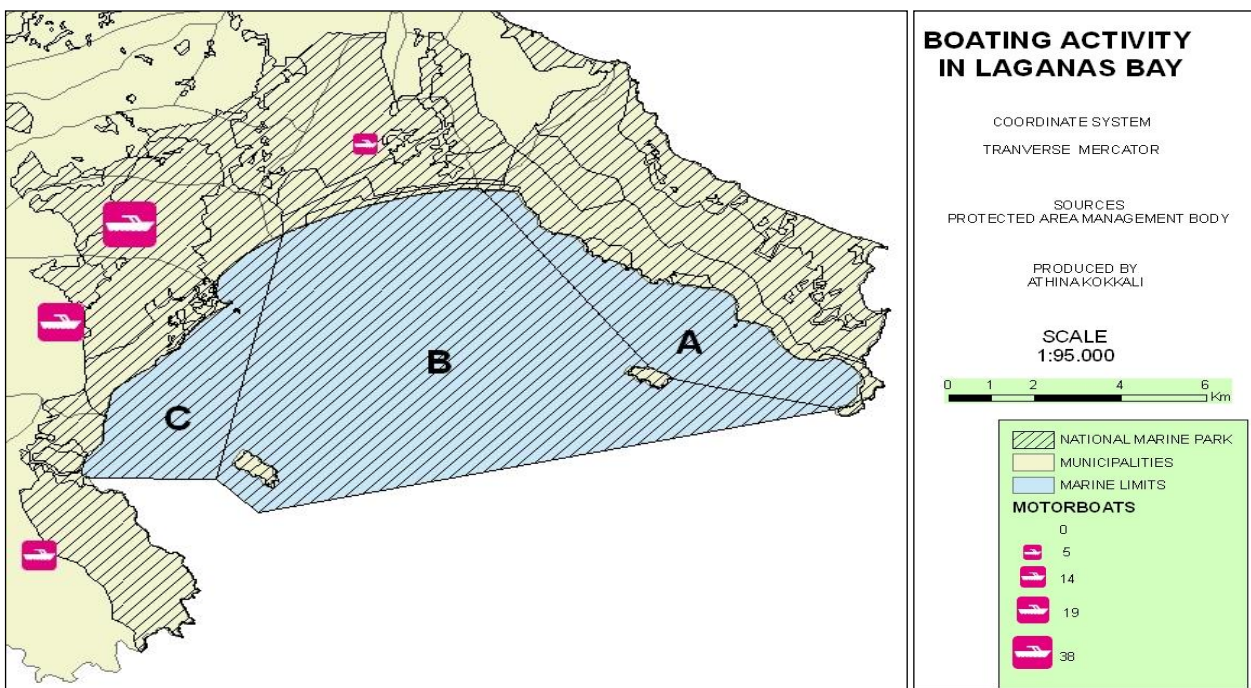 BOATING ACTIVITY
IN LAGANAS BAY
COORDINATE SYSTEM
TRANVERSE MERCATOR
SOURCES
PROTECTED AREA MANAGEMENT BODY
PRODUCED BY
ATHINA KOKKALI
SCALE
1:95.000
0 1 2 4 6
Km
NATIONAL MARINE PARK
MUNICIPALITIES
MARINE LIMITS
MOTORBOATS
0
5
14
19
38
A
B
C